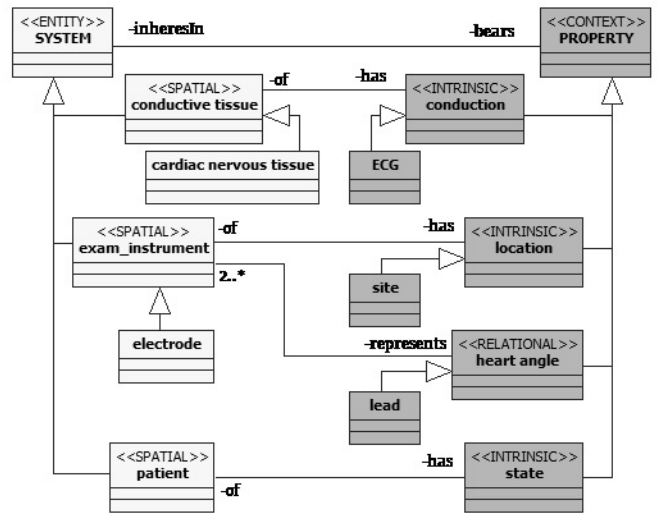 <<ENTITY>>
SYSTEM
-inheresIn
-bears
<<CONTEXT>>
PROPERTY
<<SPATIAL>>
conductive tissue
-of
-has
<<INTRINSIC>>
conduction
cardiac nervous tissue
ECG
<<SPATIAL>>
exam_instrument
-of
-has
<<INTRINSIC>>
location
2..*
site
electrode
-represents
<<RELATIONAL>>
heart angle
lead
<<SPATIAL>>
patient
-of
-has
<<INTRINSIC>>
state